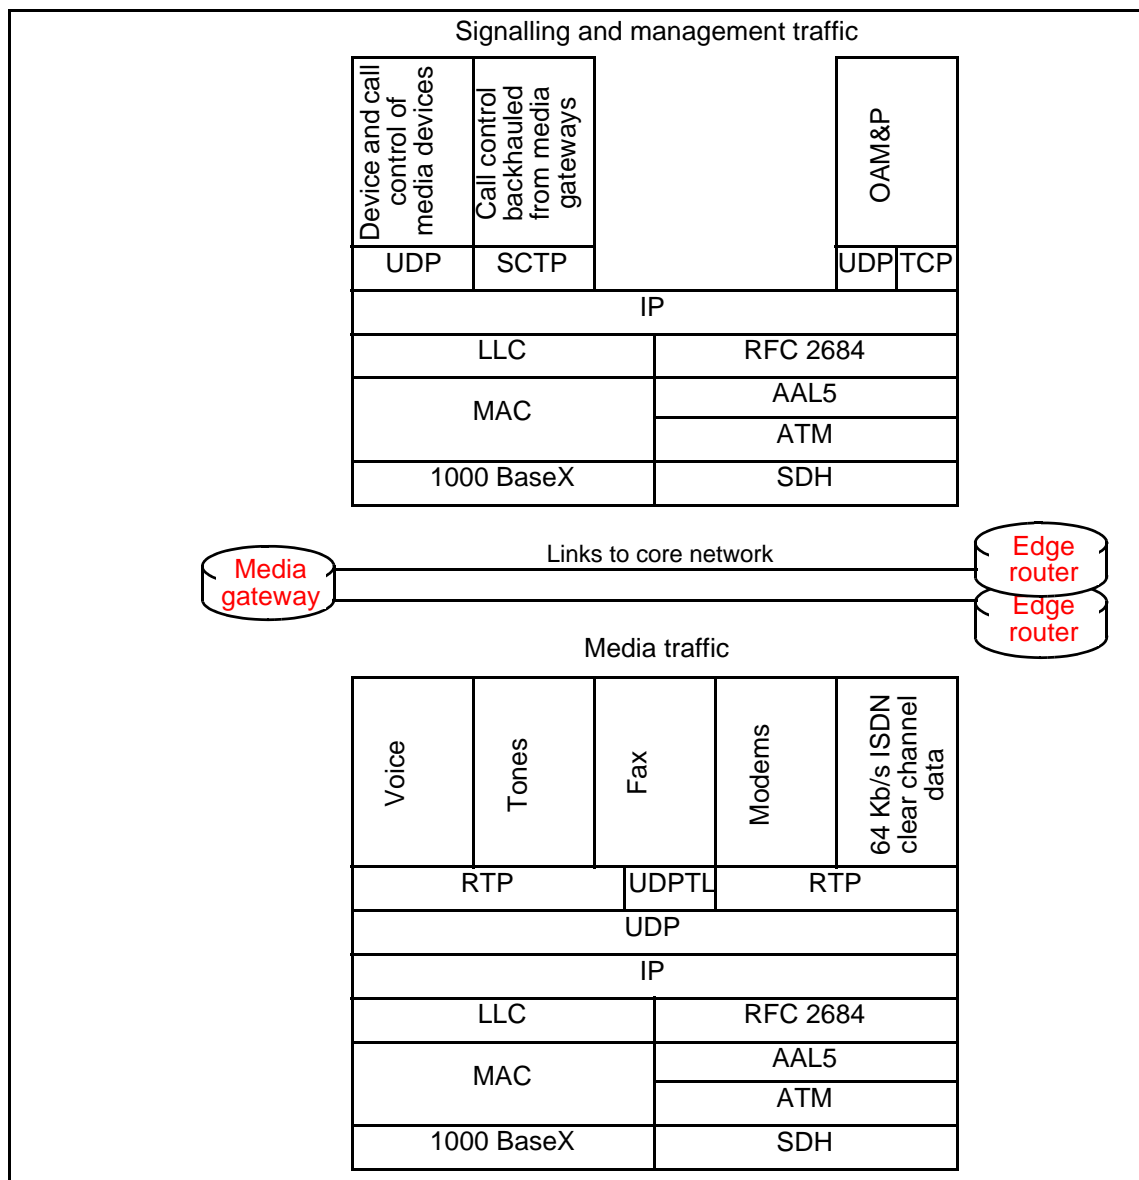 Signalling and management traffic
Device and call
control of
media devices
Call control
backhauled
from media
gateways
OAM&P
UDP
SCTP
UDP
TCP
IP
LLC
RFC 2684
MAC
AAL5
ATM
1000 BaseX
SDH
Links to core network
Media
gateway
Edge
router
Edge
router
Media traffic
Voice
Tones
Fax
Modems
64 Kb/s ISDN
clear channel
data
RTP
UDPTL
RTP
UDP
IP
LLC
RFC 2684
MAC
AAL5
ATM
1000 BaseX
SDH